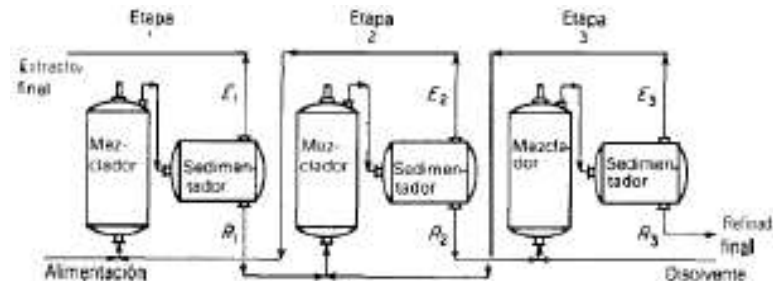 Etapa
1
Etapa
2
Etapa
3
Extracto
final
E₁
E₂
E₃
Mez-
clador
Sedimen-
tador
Mez-
clador
Sedimen-
tador
Mezcla-
dor
Sedimen-
tador
R₁
R₂
R₃
Refinad
final
Alimentación
Disolvente